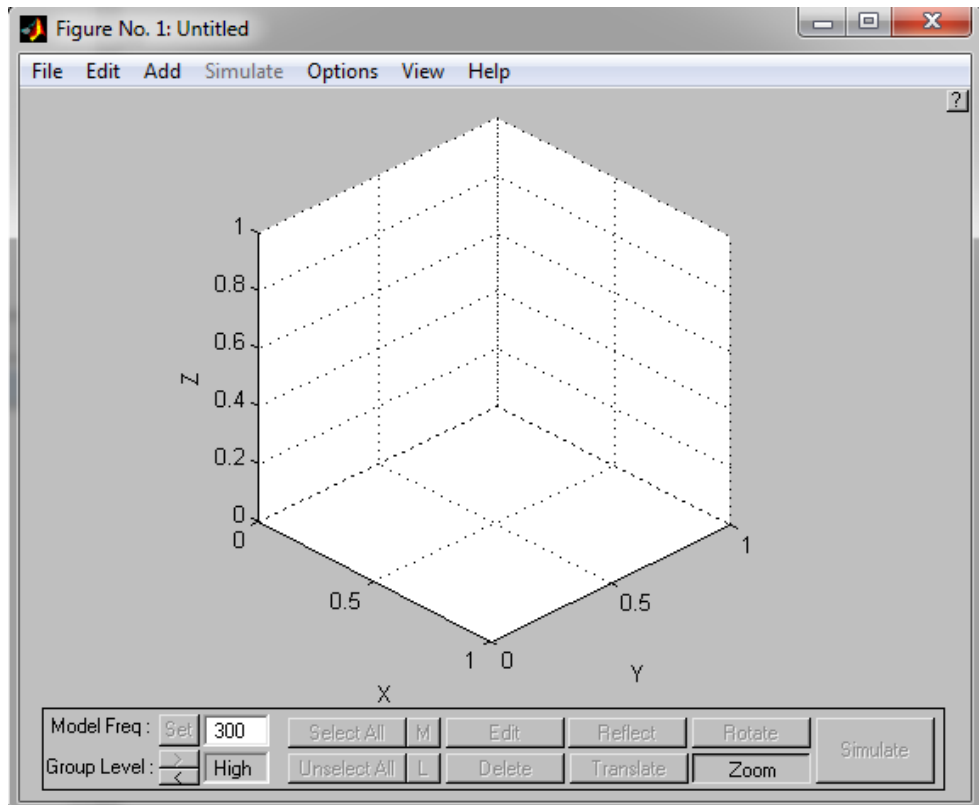 Figure No. 1: Untitled
File Edit Add Simulate Options View Help
?
1
0.8
0.6
Z
0.4
0.2
0
0
0.5
1
0
0.5
1
X
Y
Model Freq : Set 300 Select All M Edit Reflect Rotate Simulate
Group Level : > < High Unselect All L Delete Translate Zoom